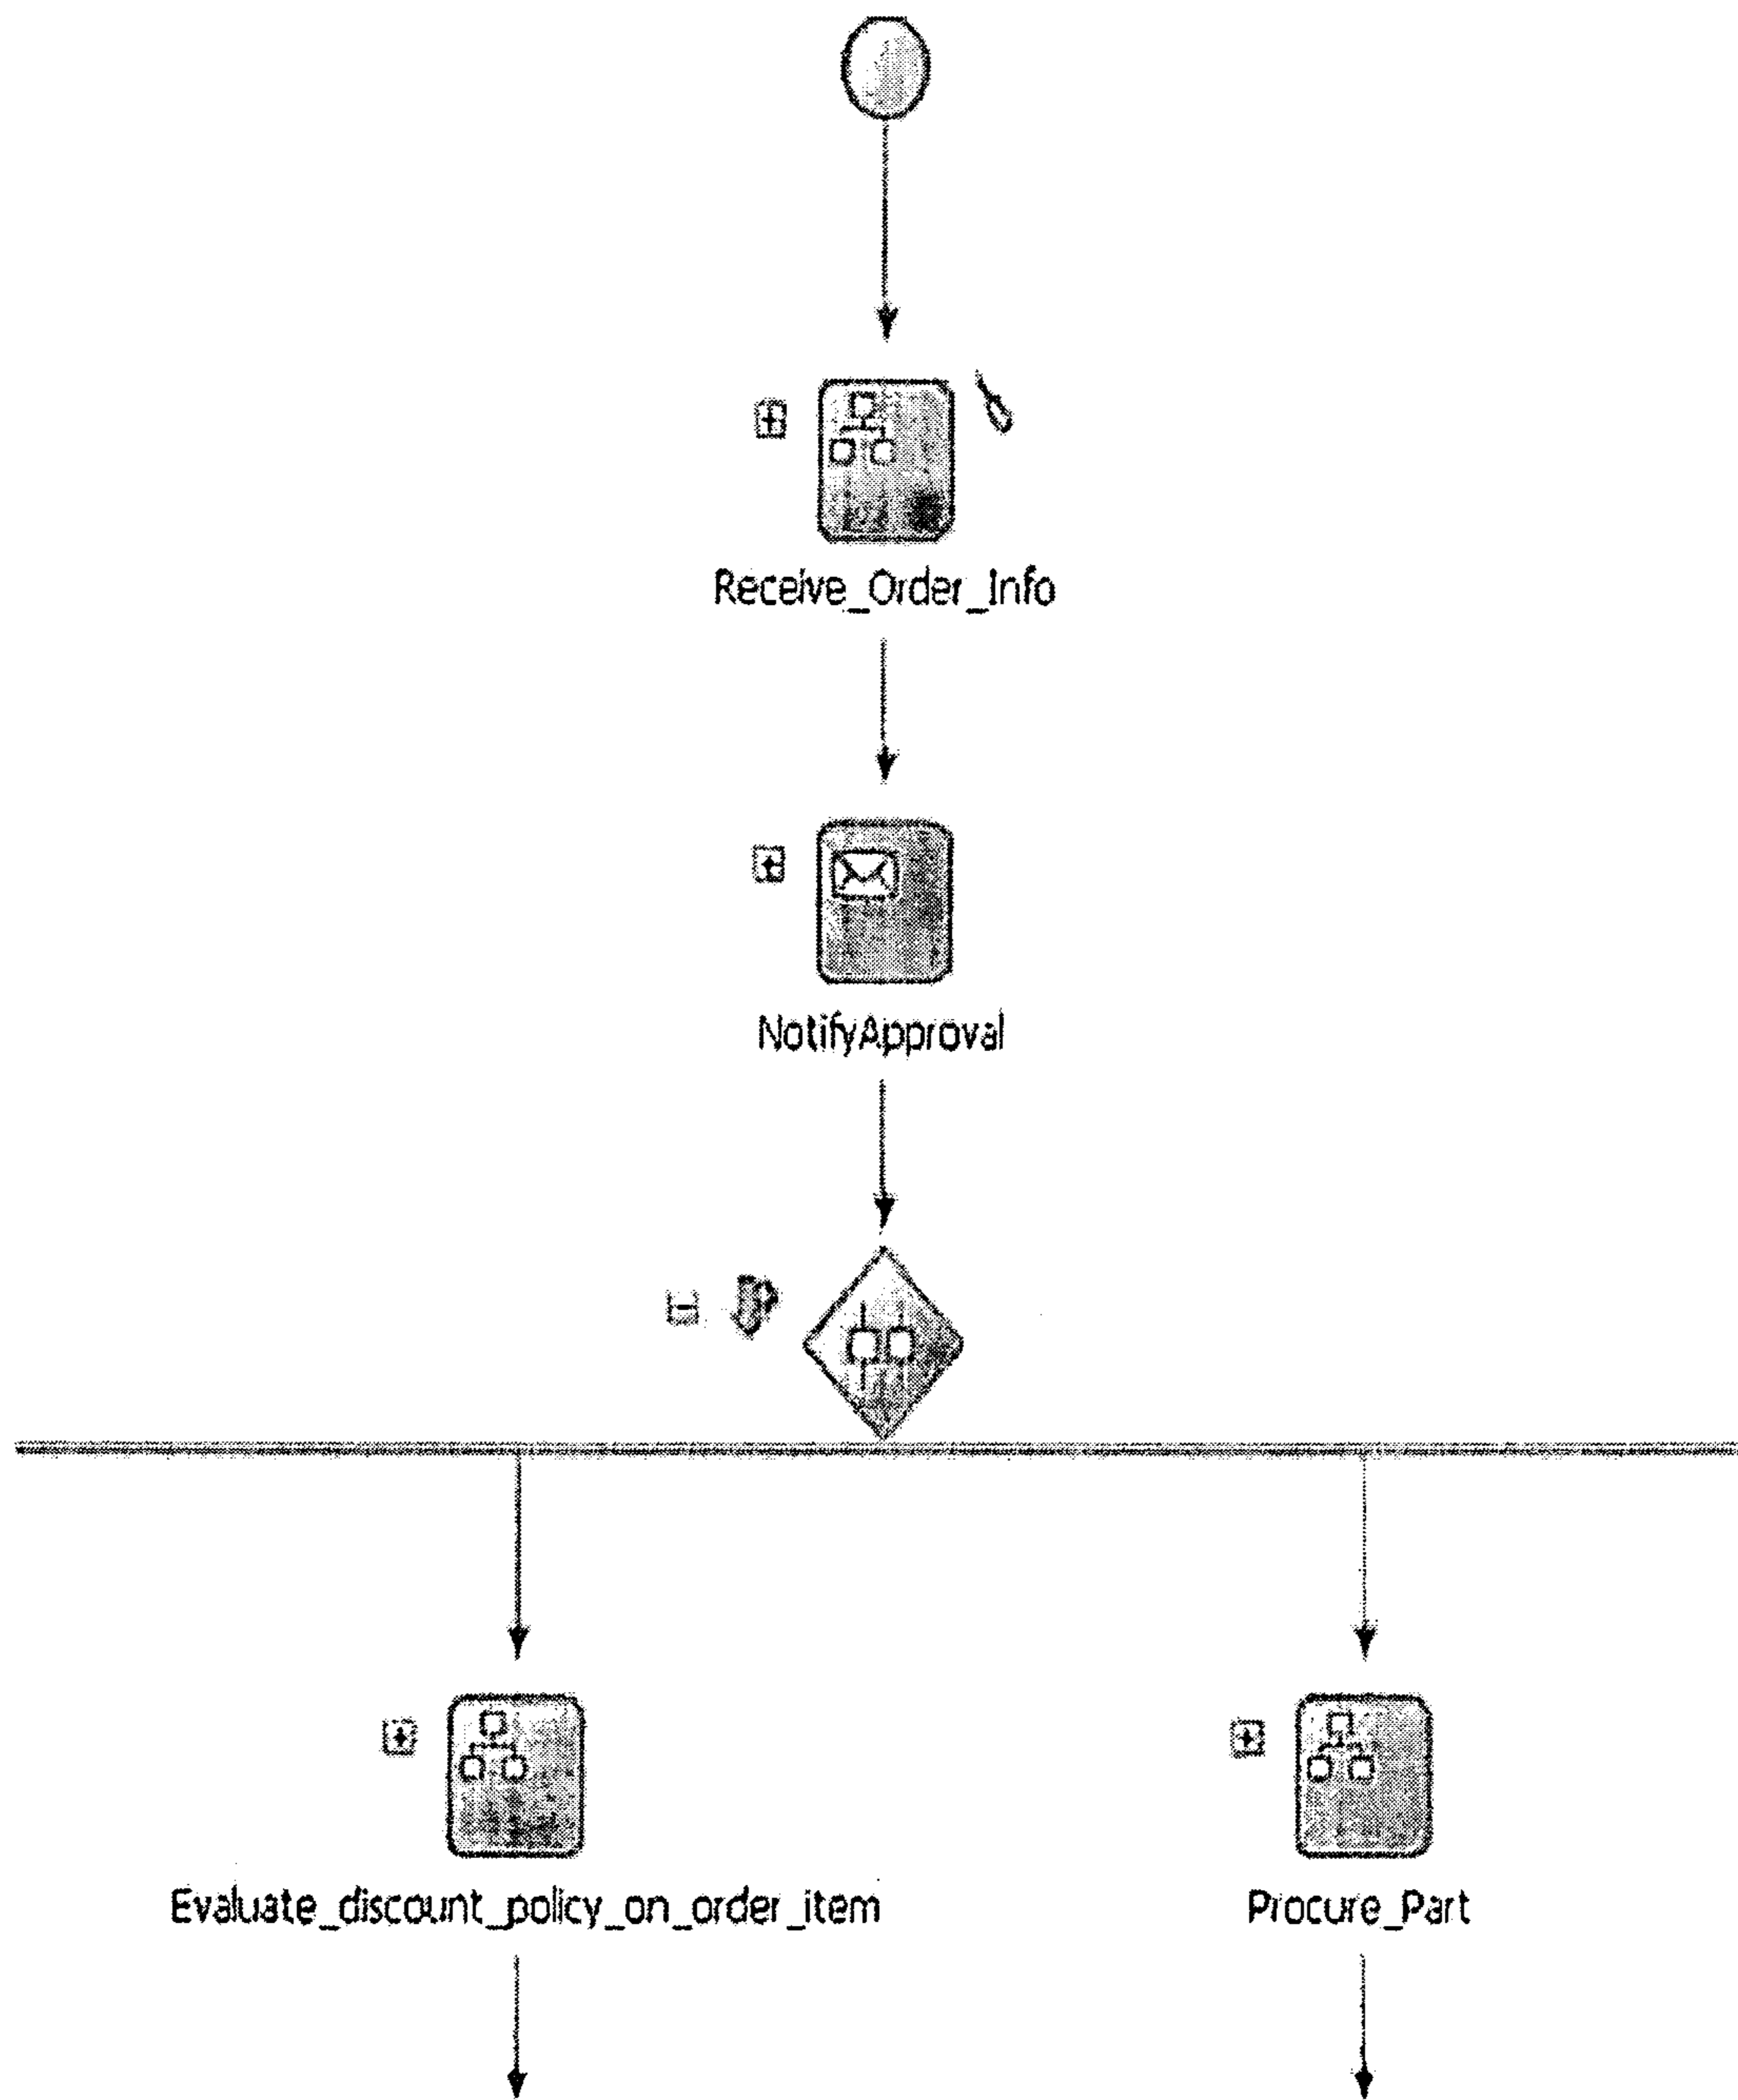 Receive_Order_Info
NotifyApproval
Evaluate_discount_policy_on_order_item
Procure_Part